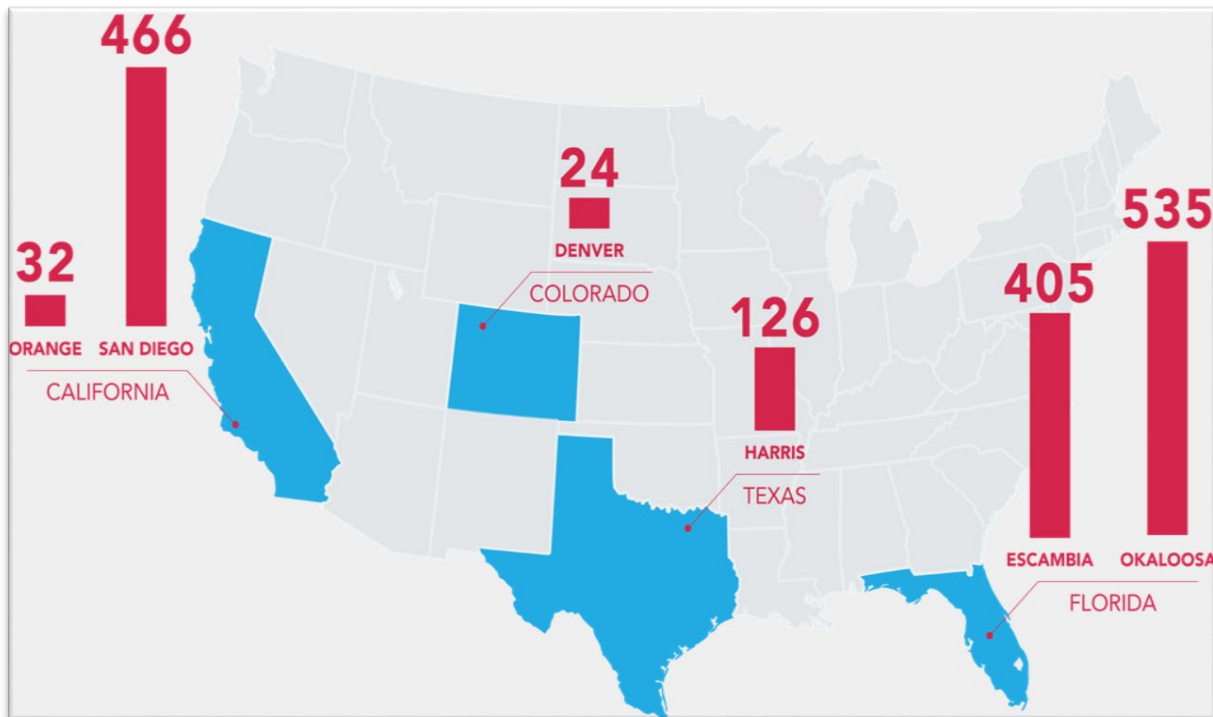 466
32
ORANGE
SAN DIEGO
CALIFORNIA
24
DENVER
COLORADO
126
HARRIS
TEXAS
405
535
ESCAMBIA
OKALOOSA
FLORIDA